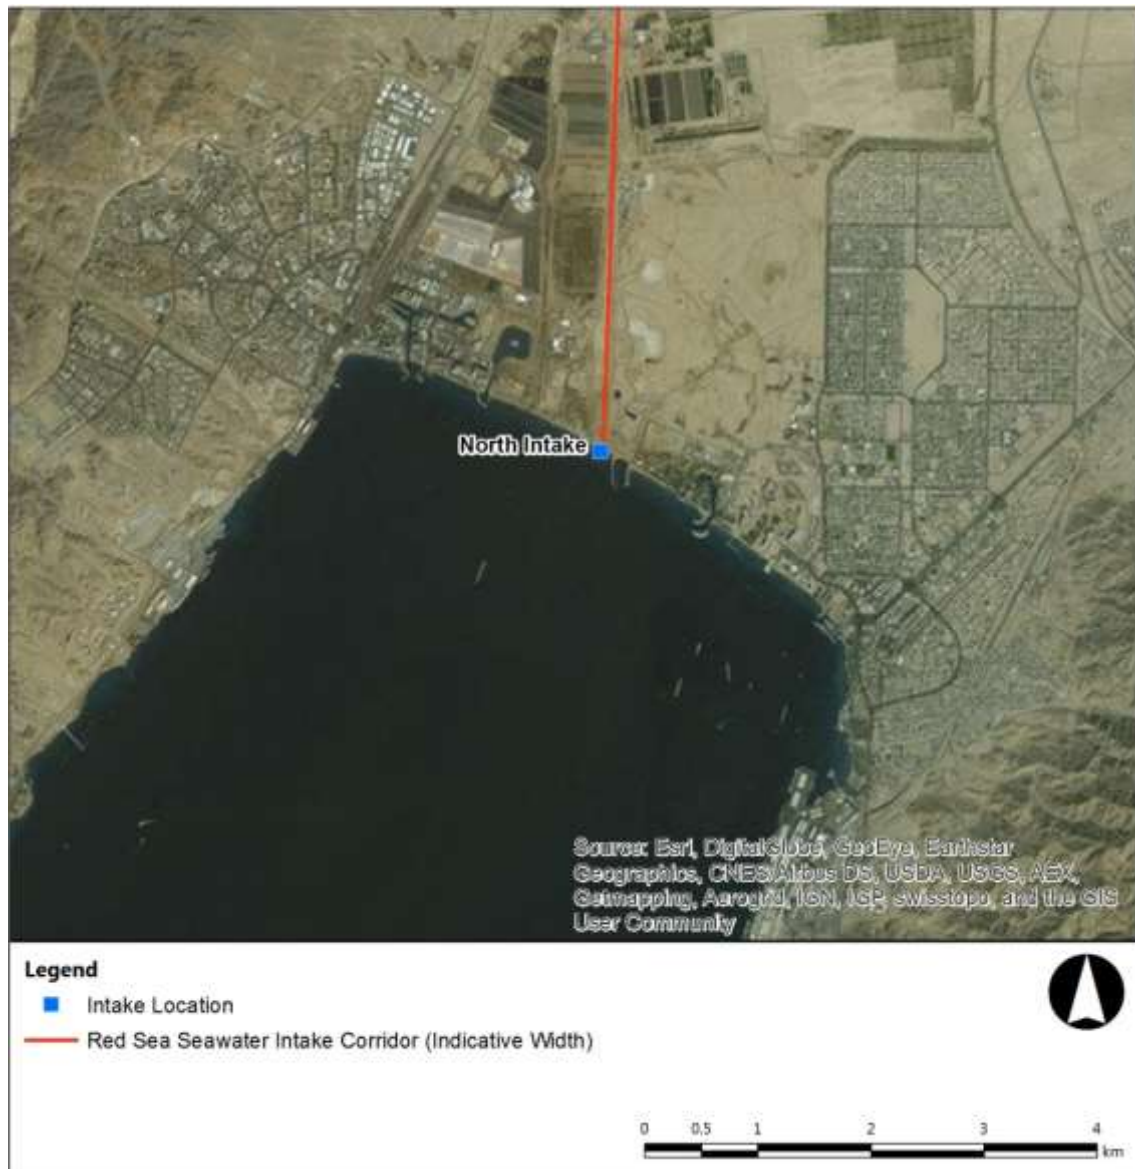 North Intake
Source: Esri, DigitalGlobe, GeoEye, Earthstar
Geographics, CNES/Airbus DS, USDA, USGS, AEX,
Getmapping, Aerogrid, IGN, IGP, swisstopo, and the GIS
User Community
Legend
Intake Location
Red Sea Seawater Intake Corridor (Indicative Width)
0 0.5 1 2 3 4
km